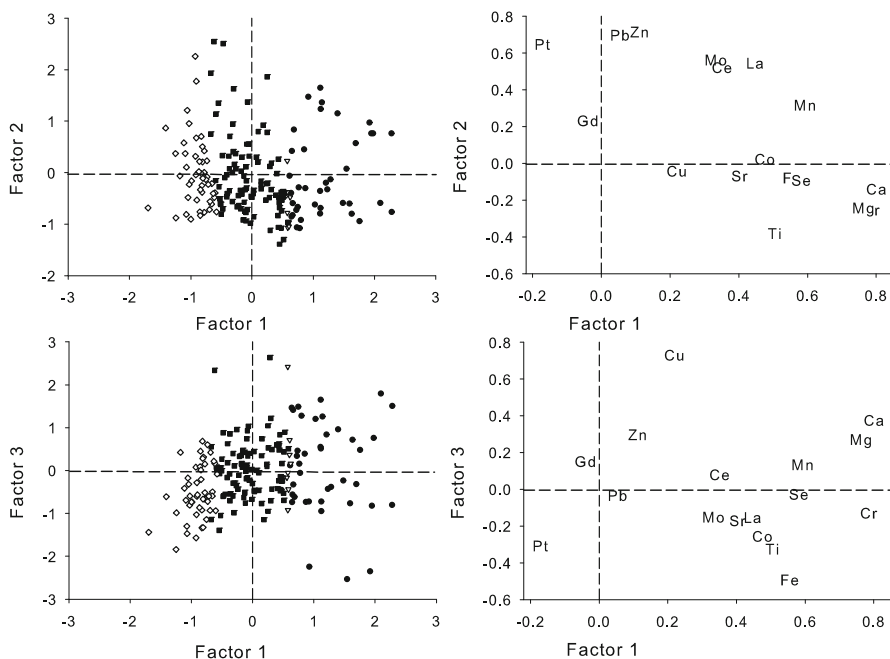 3
2
1
0
-1
-2
Factor 2
-3 -2 -1 0 1 2 3
Factor 1
0.8
0.6
0.4
0.2
0.0
-0.2
-0.4
-0.6
Factor 2
Pt
Pb
Zn
Mo
Ce
La
Mn
Gd
Co
Cu
Sr
F
Se
Ca
Mg
r
Ti
-0.2 0.0 0.2 0.4 0.6 0.8
Factor 1
3
2
1
0
-1
-2
-3
Factor 3
-3 -2 -1 0 1 2 3
Factor 1
0.8
0.6
0.4
0.2
0.0
-0.2
-0.4
-0.6
Factor 3
Cu
Ca
Zn
Mg
Gd
Mn
Ce
Pb
Se
Mo
Sr
La
Cr
Co
Pt
Ti
Fe
-0.2 0.0 0.2 0.4 0.6 0.8
Factor 1